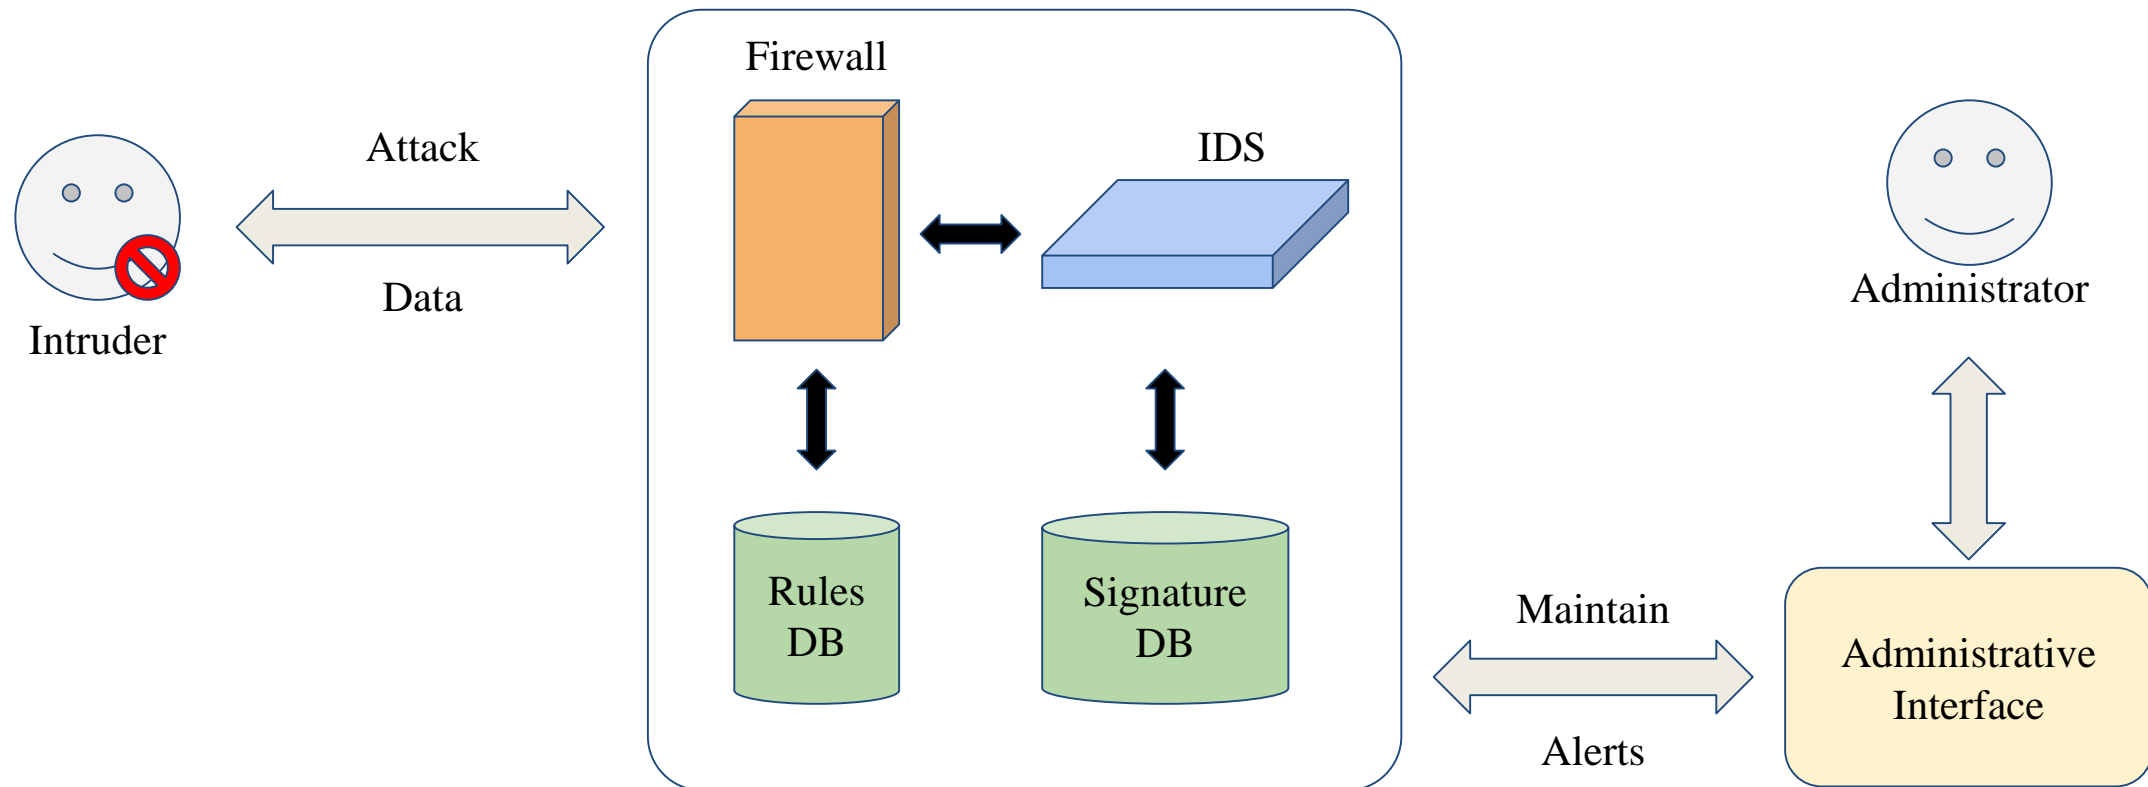 Firewall
Attack
IDS
Data
Intruder
Administrator
Rules
DB
Signature
DB
Maintain
Alerts
Administrative
Interface